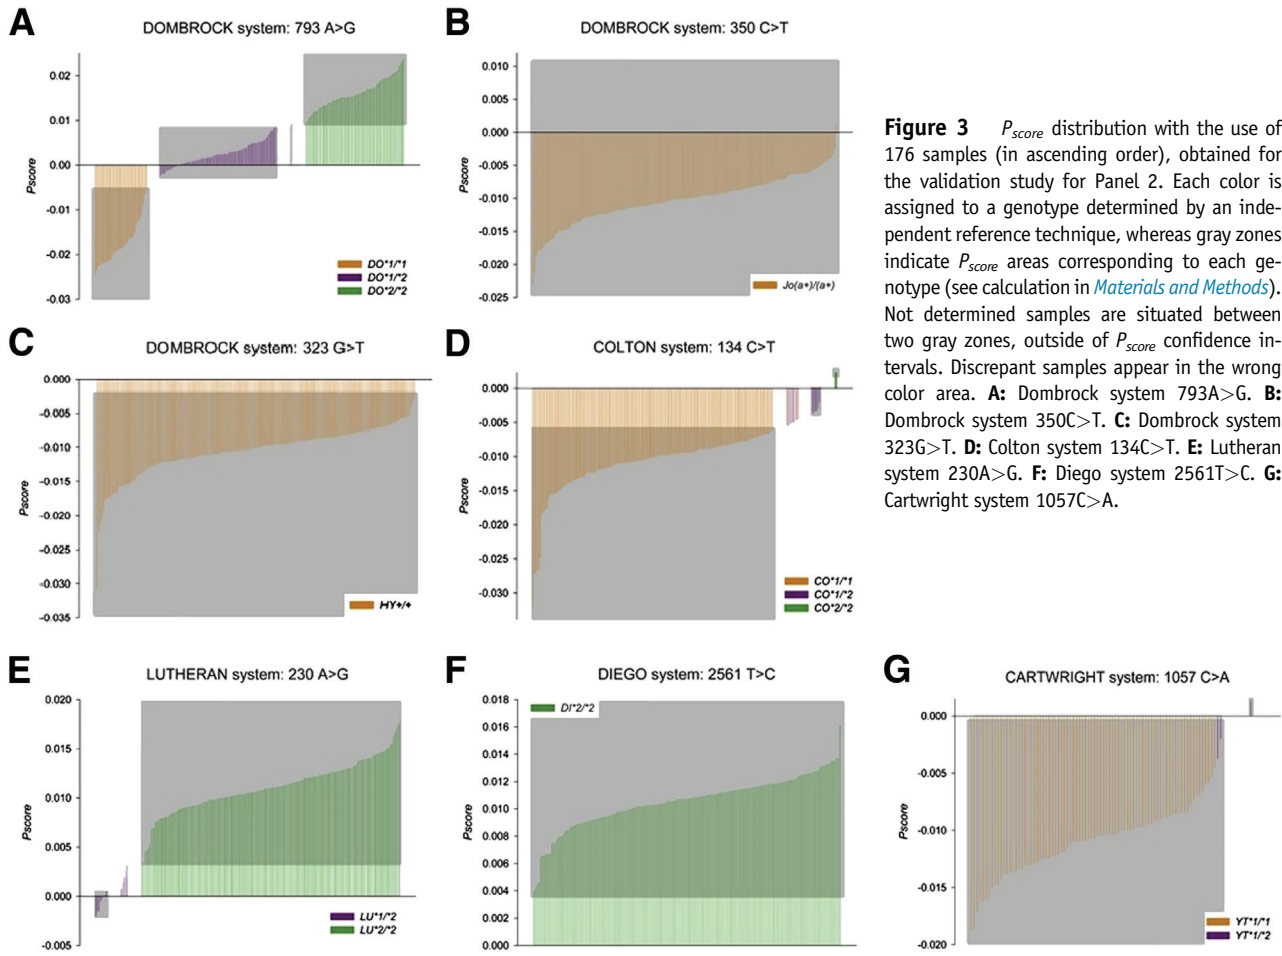 A
DOMBROCK system: 793 A>G
0.02
0.01
0.00
-0.01
-0.02
-0.03
Pscore
DO*1/*1
DO*1/*2
DO*2/*2
B
DOMBROCK system: 350 C>T
0.010
0.005
0.000
-0.005
-0.010
-0.015
-0.020
-0.025
Pscore
Jo(a+)/(a+)
Figure 3 Pscore distribution with the use of
176 samples (in ascending order), obtained for
the validation study for Panel 2. Each color is
assigned to a genotype determined by an inde-
pendent reference technique, whereas gray zones
indicate Pscore areas corresponding to each ge-
notype (see calculation in Materials and Methods).
Not determined samples are situated between
two gray zones, outside of Pscore confidence in-
tervals. Discrepant samples appear in the wrong
color area. A: Dombrock system 793A>G. B:
Dombrock system 350C>T. C: Dombrock system
323G>T. D: Colton system 134C>T. E: Lutheran
system 230A>G. F: Diego system 2561T>C. G:
Cartwright system 1057C>A.
C
DOMBROCK system: 323 G>T
0.000
-0.005
-0.010
-0.015
-0.020
-0.025
-0.030
-0.035
Pscore
HY+/+
D
COLTON system: 134 C>T
0.000
-0.005
-0.010
-0.015
-0.020
-0.025
-0.030
Pscore
CO*1/*1
CO*1/*2
CO*2/*2
E
LUTHERAN system: 230 A>G
0.020
0.015
0.010
0.005
0.000
-0.005
Pscore
LU*1/*2
LU*2/*2
F
DIEGO system: 2561 T>C
0.018
0.016
0.014
0.012
0.010
0.008
0.006
0.004
0.002
0.000
Pscore
DI*2/*2
G
CARTWRIGHT system: 1057 C>A
0.000
-0.005
-0.010
-0.015
-0.020
Pscore
YT*1/*1
YT*1/*2